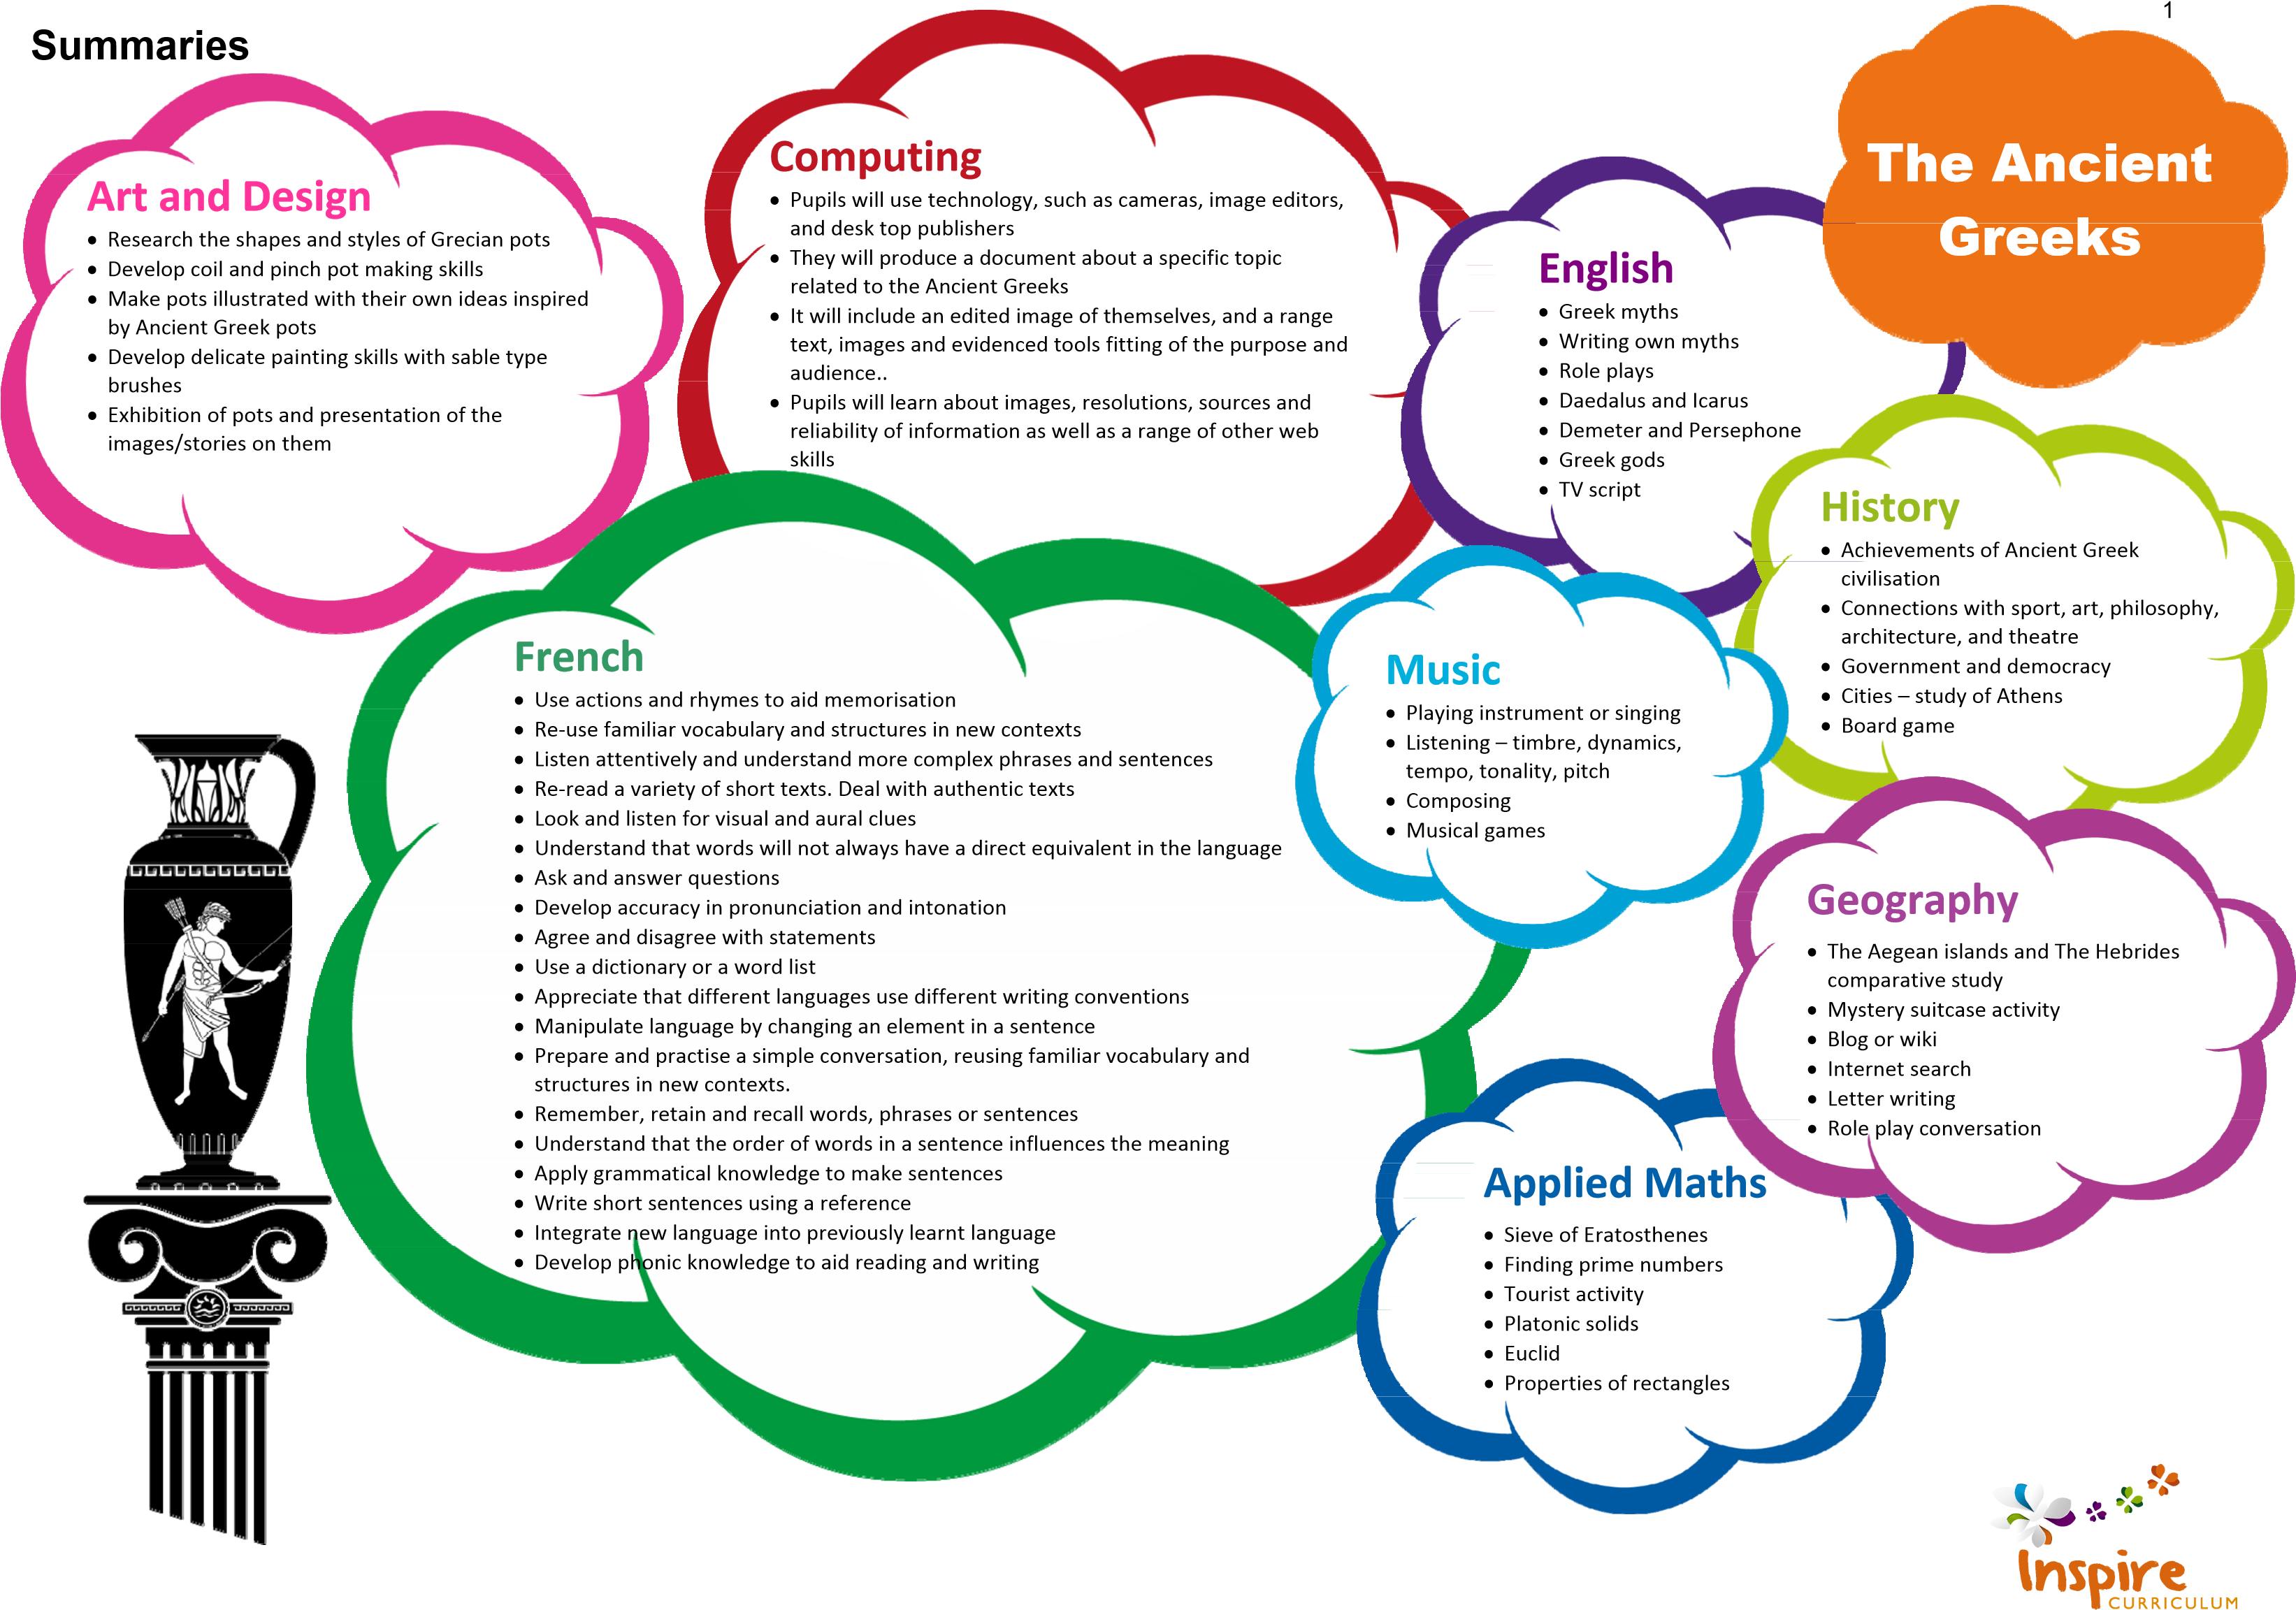 1
Summaries
The Ancient
Greeks
Art and Design
• Research the shapes and styles of Grecian pots
• Develop coil and pinch pot making skills
• Make pots illustrated with their own ideas inspired
by Ancient Greek pots
• Develop delicate painting skills with sable type
brushes
• Exhibition of pots and presentation of the
images/stories on them
Computing
• Pupils will use technology, such as cameras, image editors,
and desk top publishers
• They will produce a document about a specific topic
related to the Ancient Greeks
• It will include an edited image of themselves, and a range
text, images and evidenced tools fitting of the purpose and
audience..
• Pupils will learn about images, resolutions, sources and
reliability of information as well as a range of other web
skills
English
• Greek myths
• Writing own myths
• Role plays
• Daedalus and Icarus
• Demeter and Persephone
• Greek gods
• TV script
History
• Achievements of Ancient Greek
civilisation
• Connections with sport, art, philosophy,
architecture, and theatre
• Government and democracy
• Cities – study of Athens
• Board game
French
• Use actions and rhymes to aid memorisation
• Re-use familiar vocabulary and structures in new contexts
• Listen attentively and understand more complex phrases and sentences
• Re-read a variety of short texts. Deal with authentic texts
• Look and listen for visual and aural clues
• Understand that words will not always have a direct equivalent in the language
• Ask and answer questions
• Develop accuracy in pronunciation and intonation
• Agree and disagree with statements
• Use a dictionary or a word list
• Appreciate that different languages use different writing conventions
• Manipulate language by changing an element in a sentence
• Prepare and practise a simple conversation, reusing familiar vocabulary and
structures in new contexts.
• Remember, retain and recall words, phrases or sentences
• Understand that the order of words in a sentence influences the meaning
• Apply grammatical knowledge to make sentences
• Write short sentences using a reference
• Integrate new language into previously learnt language
• Develop phonic knowledge to aid reading and writing
Music
• Playing instrument or singing
• Listening – timbre, dynamics,
tempo, tonality, pitch
• Composing
• Musical games
Geography
• The Aegean islands and The Hebrides
comparative study
• Mystery suitcase activity
• Blog or wiki
• Internet search
• Letter writing
• Role play conversation
Applied Maths
• Sieve of Eratosthenes
• Finding prime numbers
• Tourist activity
• Platonic solids
• Euclid
• Properties of rectangles
Inspire
CURRICULUM